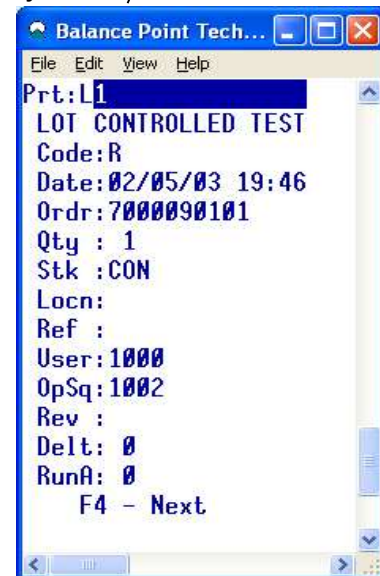 Balance Point Tech...
File Edit View Help
Prt:L1
LOT CONTROLLED TEST
Code:R
Date:02/05/03 19:46
Ordr:7000090101
Qty : 1
Stk :CON
Locn:
Ref :
User:1000
OpSq:1002
Rev :
Delt: 0
RunA: 0
F4 - Next